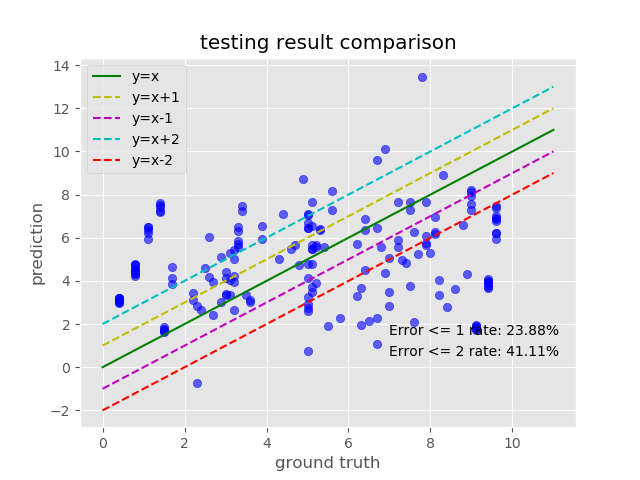 testing result comparison
y=x
y=x+1
y=x-1
y=x+2
y=x-2
14
12
10
8
6
4
2
0
−2
prediction
Error <= 1 rate: 23.88%
Error <= 2 rate: 41.11%
0 2 4 6 8 10
ground truth